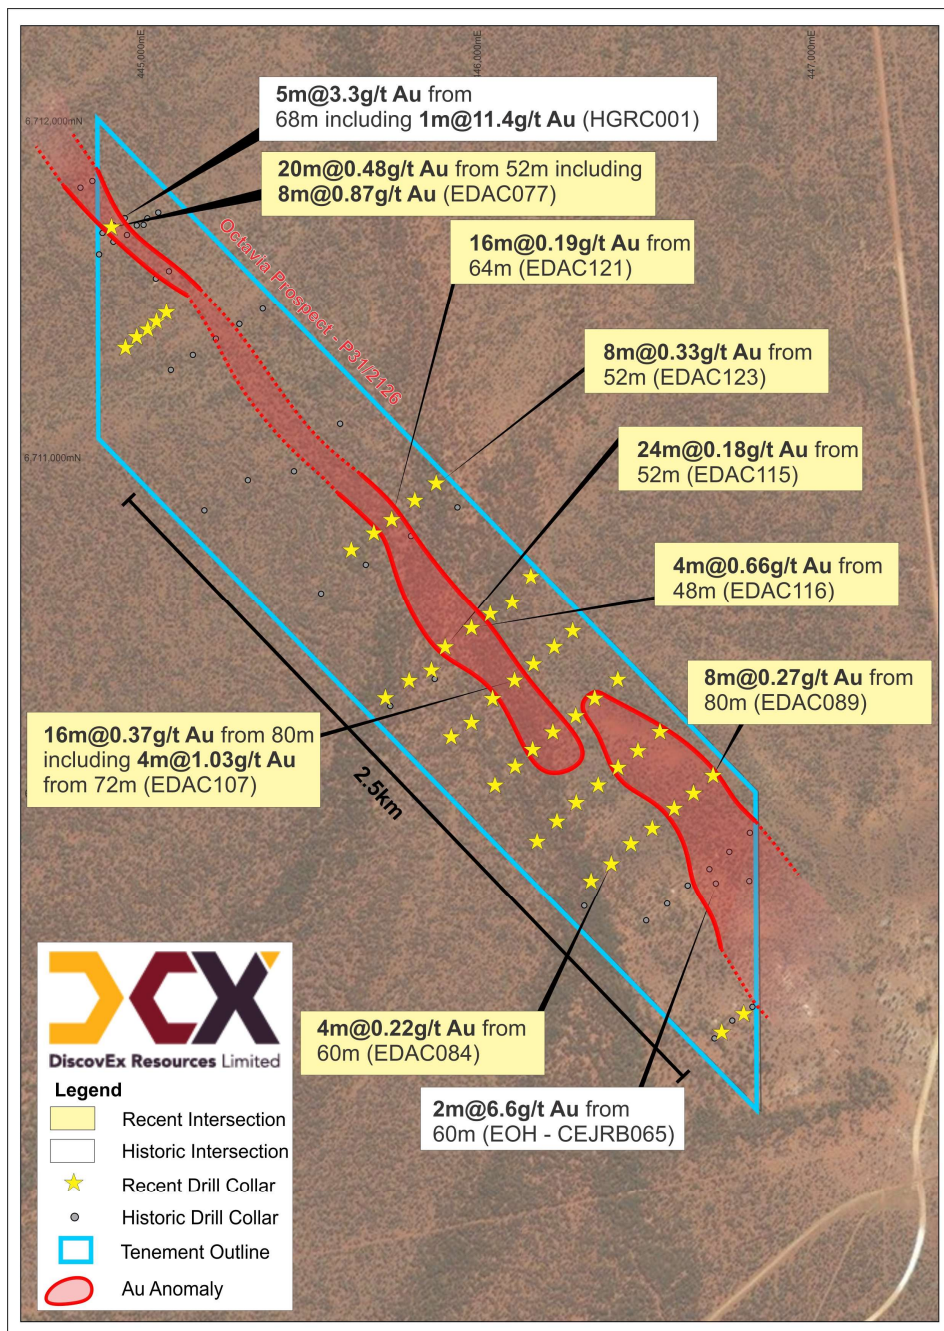 445,000mE
446,000mE
447,000mE
6,712,000mN
5m@3.3g/t Au from
68m including 1m@11.4g/t Au (HGRC001)
20m@0.48g/t Au from 52m including
8m@0.87g/t Au (EDAC077)
Octavia Prospect - P31/2126
16m@0.19g/t Au from
64m (EDAC121)
8m@0.33g/t Au from
52m (EDAC123)
6,711,000mN
24m@0.18g/t Au from
52m (EDAC115)
4m@0.66g/t Au from
48m (EDAC116)
8m@0.27g/t Au from
80m (EDAC089)
16m@0.37g/t Au from 80m
including 4m@1.03g/t Au
from 72m (EDAC107)
2.5km
4m@0.22g/t Au from
60m (EDAC084)
2m@6.6g/t Au from
60m (EOH - CEJRB065)
DCX
DiscovEx Resources Limited
Legend
Recent Intersection
Historic Intersection
Recent Drill Collar
Historic Drill Collar
Tenement Outline
Au Anomaly